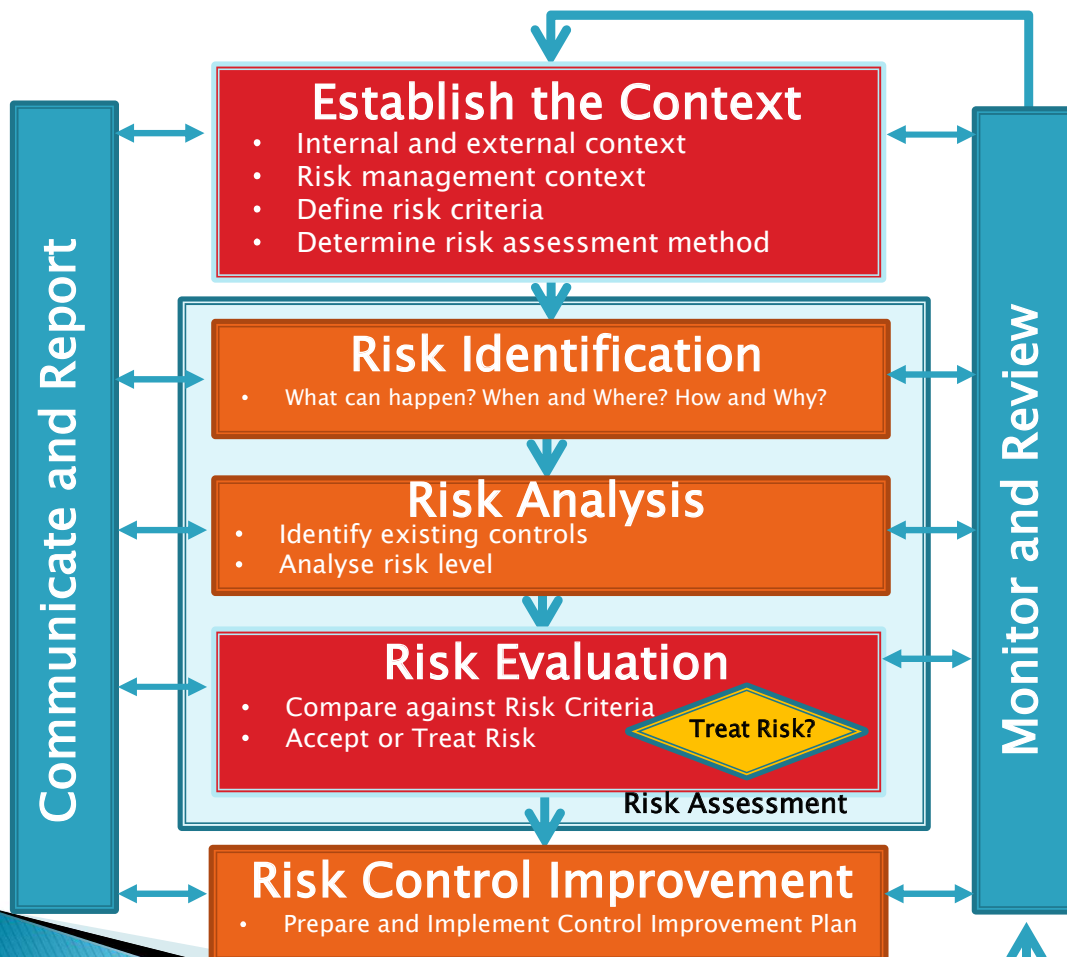 Establish the Context
• Internal and external context
• Risk management context
• Define risk criteria
• Determine risk assessment method
Communicate and Report
Monitor and Review
Risk Identification
• What can happen? When and Where? How and Why?
Risk Analysis
• Identify existing controls
• Analyse risk level
Risk Evaluation
• Compare against Risk Criteria
• Accept or Treat Risk
Treat Risk?
Risk Assessment
Risk Control Improvement
• Prepare and Implement Control Improvement Plan